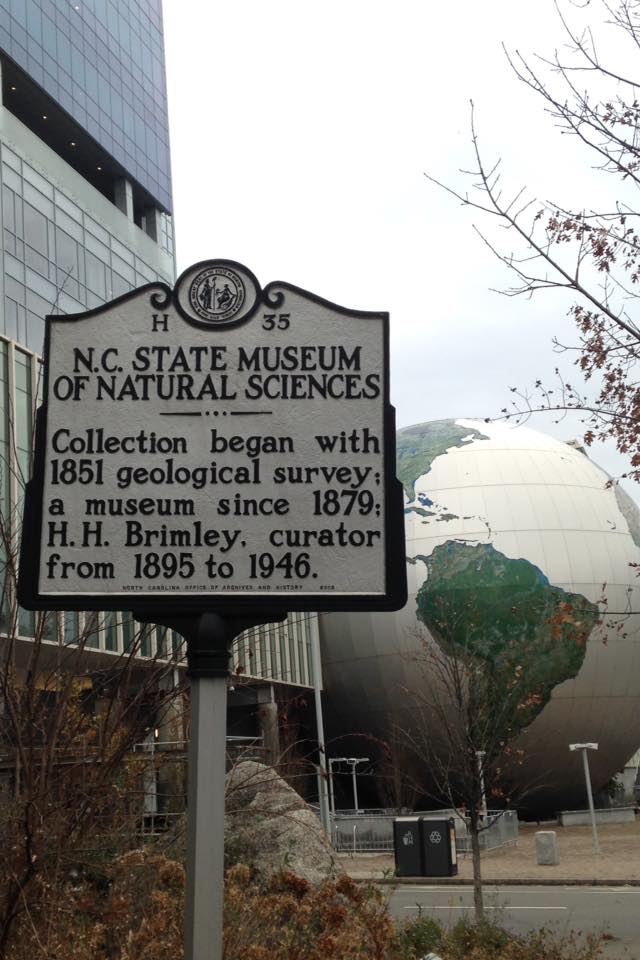 H 35
N.C. STATE MUSEUM
OF NATURAL SCIENCES
Collection began with
1851 geological survey;
a museum since 1879;
H.H. Brimley, curator
from 1895 to 1946.
NORTH CAROLINA OFFICE OF ARCHIVES AND HISTORY